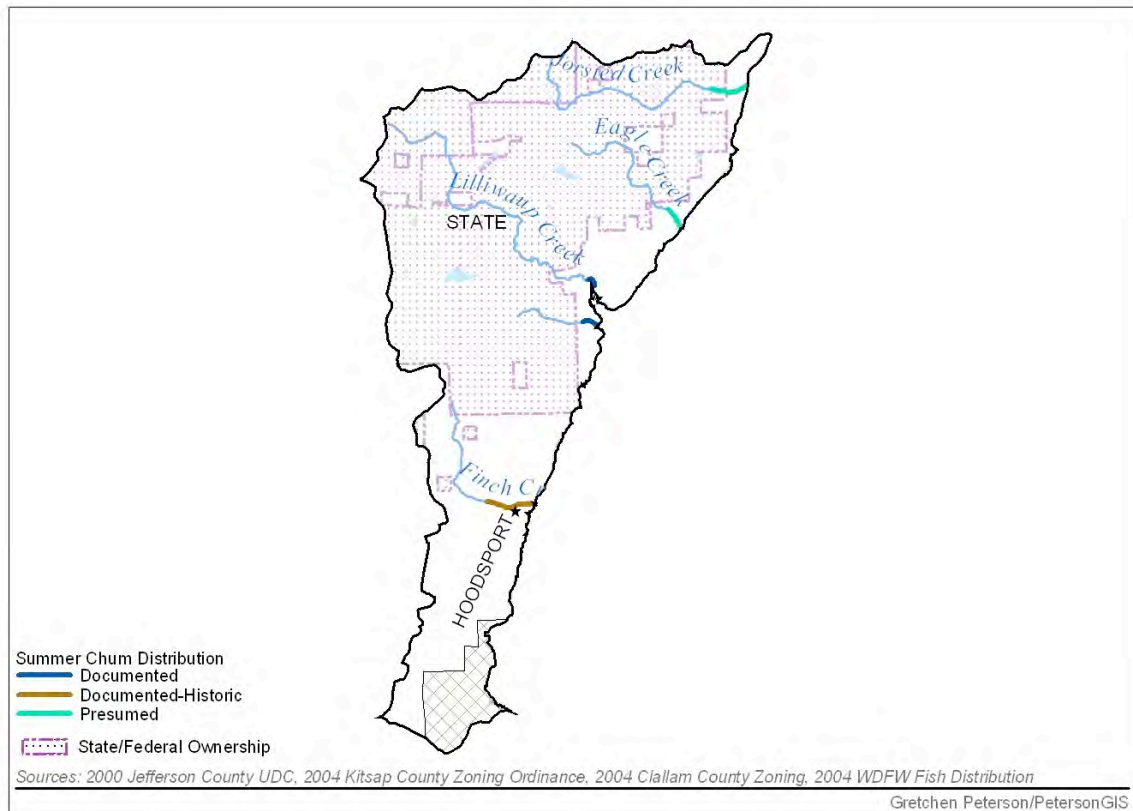 Jorsted Creek
Eagle Creek
Lilliwaup Creek
STATE
Finch Cr
HOODSPORT
Summer Chum Distribution
Documented
Documented-Historic
Presumed
State/Federal Ownership
Sources: 2000 Jefferson County UDC, 2004 Kitsap County Zoning Ordinance, 2004 Clallam County Zoning, 2004 WDFW Fish Distribution
Gretchen Peterson/PetersonGIS